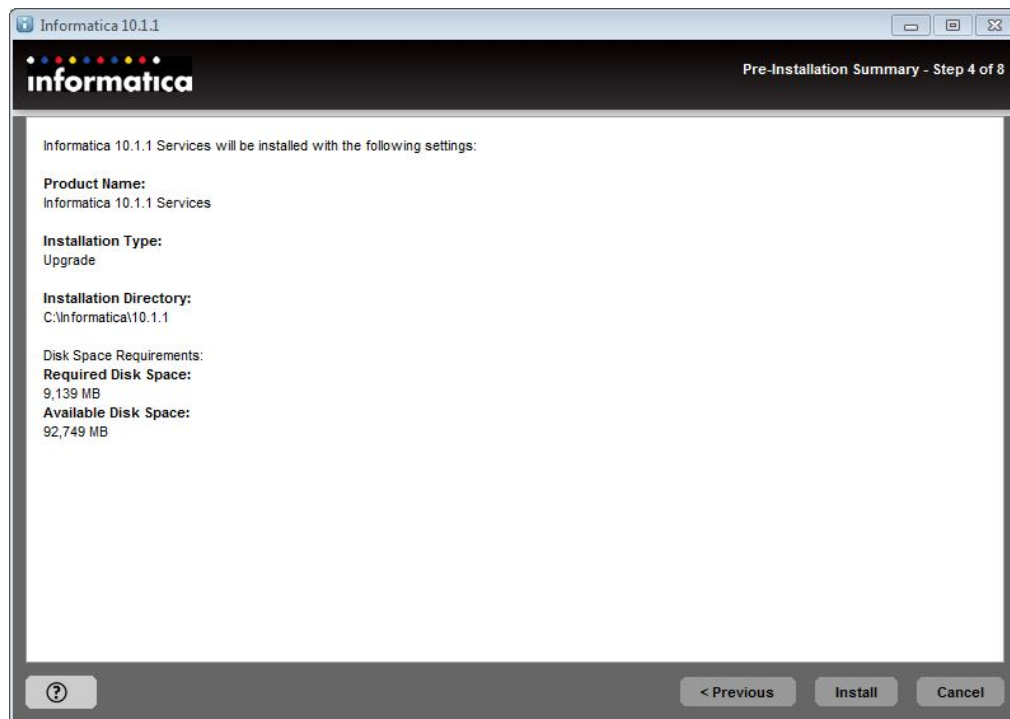 Informatica 10.1.1
informatica
Pre-Installation Summary - Step 4 of 8
Informatica 10.1.1 Services will be installed with the following settings:
Product Name:
Informatica 10.1.1 Services
Installation Type:
Upgrade
Installation Directory:
C:\Informatica\10.1.1
Disk Space Requirements:
Required Disk Space:
9,139 MB
Available Disk Space:
92,749 MB
?
< Previous
Install
Cancel